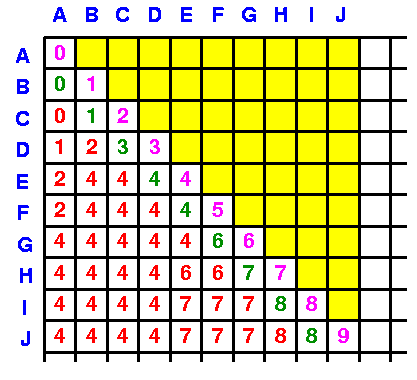 A B C D E F G H I J
A 0
B 0 1
C 0 1 2
D 1 2 3 3
E 2 4 4 4 4
F 2 4 4 4 4 5
G 4 4 4 4 4 6 6
H 4 4 4 4 6 6 7 7
I 4 4 4 4 7 7 7 8 8
J 4 4 4 4 7 7 7 8 8 9